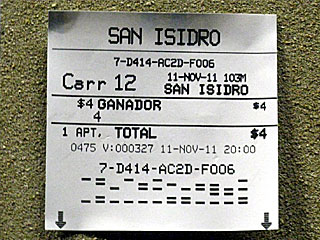 SAN ISIDRO
7-D414-AC2D-F006
Carr 12 11-NOV-11 103M
SAN ISIDRO
$4 GANADOR $4
4
1 APT, TOTAL $4
0475 V:000327 11-NOV-11 20:00
7-D414-AC2D-F006